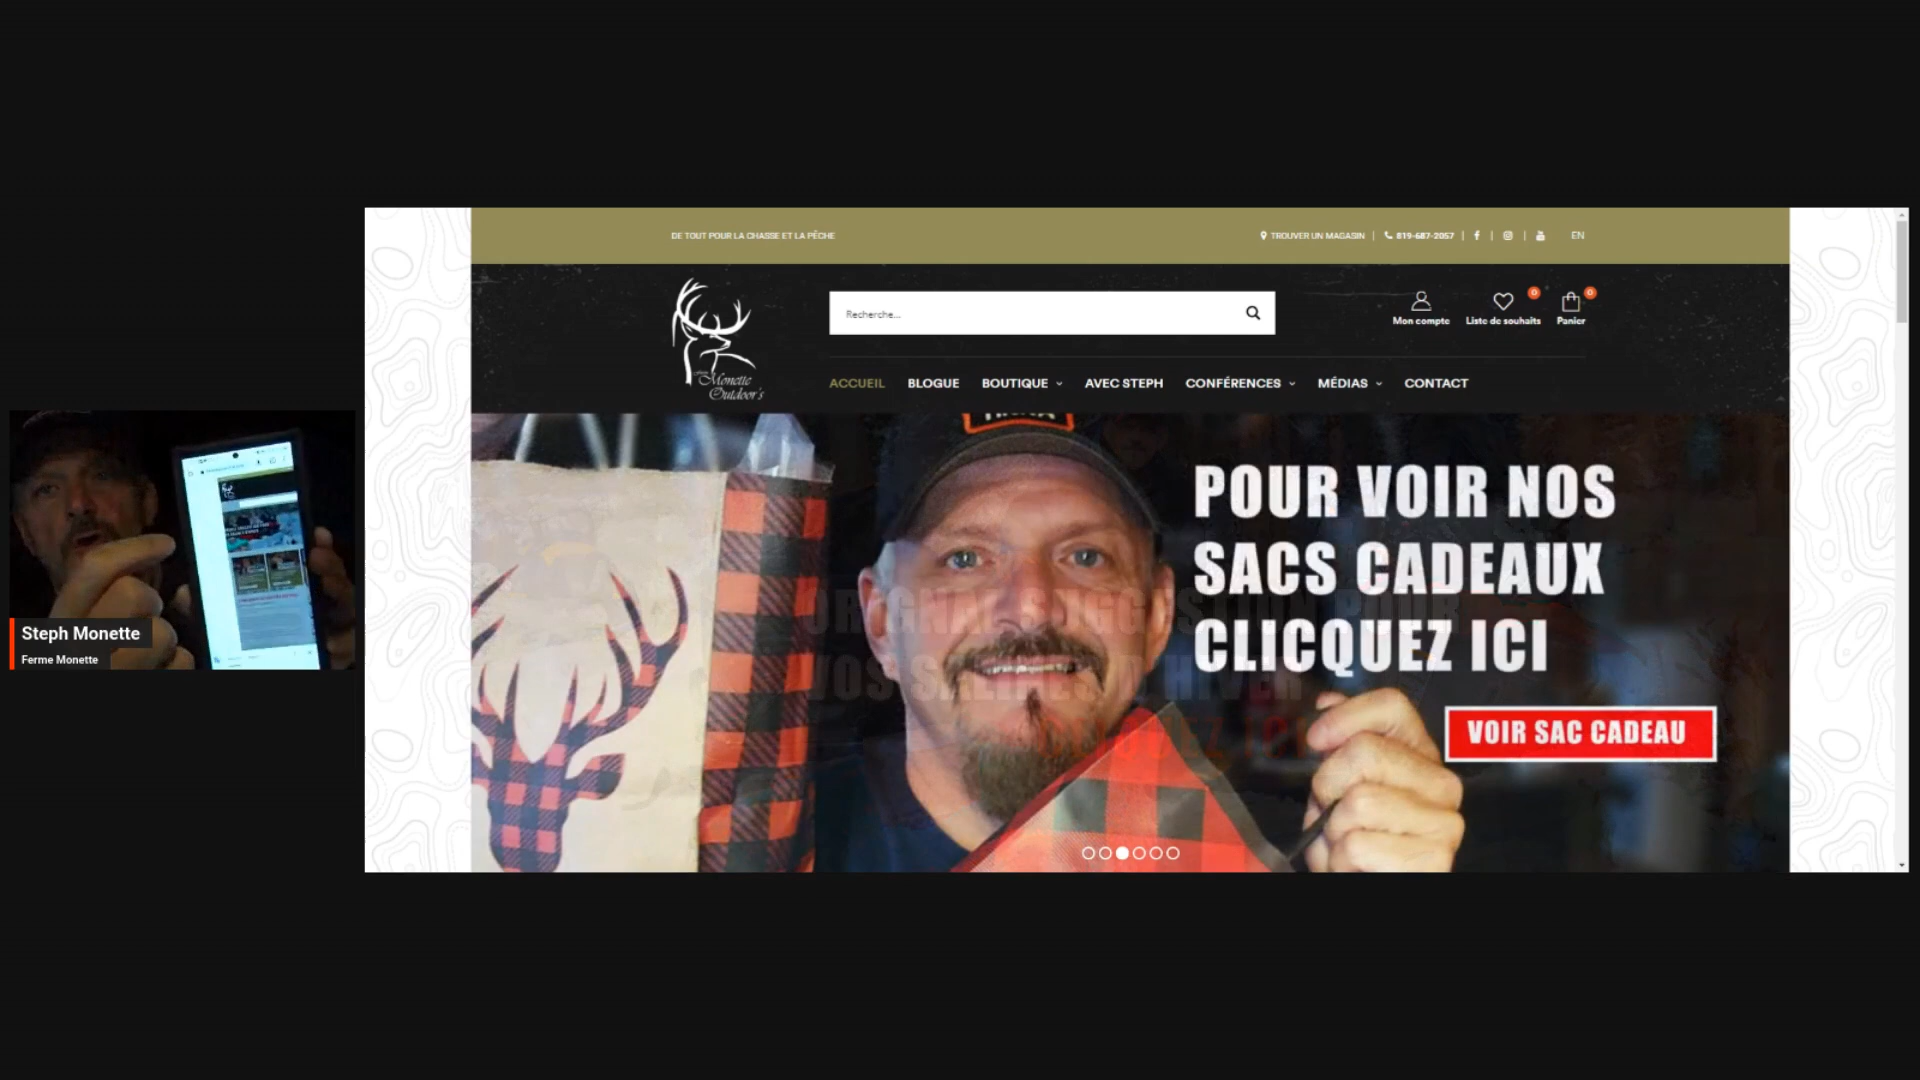 DE TOUT POUR LA CHASSE ET LA PÊCHE
TROUVER UN MAGASIN | 819-687-2057 | | | EN
Monette
Outdoor's
Recherche...
0
0
Mon compte Liste de souhaits Panier
ACCUEIL BLOGUE BOUTIQUE AVEC STEPH CONFÉRENCES MÉDIAS CONTACT
POUR VOIR NOS
SACS CADEAUX
CLICQUEZ ICI
VOIR SAC CADEAU
Steph Monette
Ferme Monette